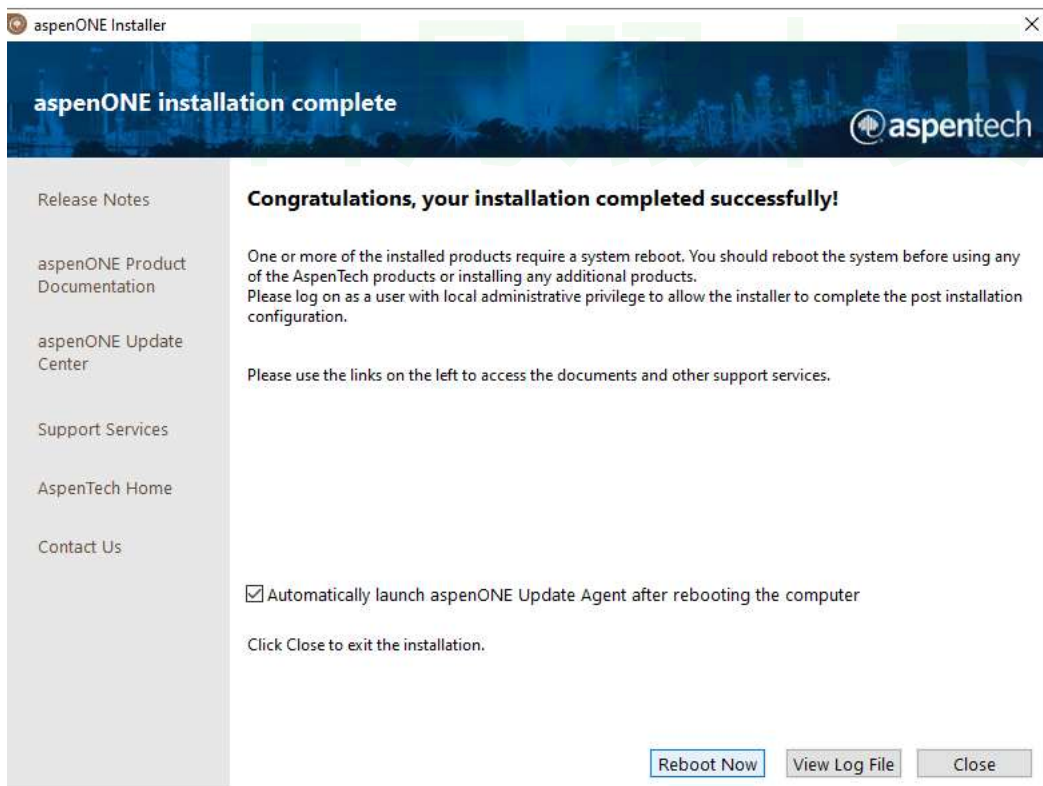 aspenONE Installer
aspenONE installation complete
aspentech
Release Notes
aspenONE Product
Documentation
aspenONE Update
Center
Support Services
AspenTech Home
Contact Us
Congratulations, your installation completed successfully!
One or more of the installed products require a system reboot. You should reboot the system before using any
of the AspenTech products or installing any additional products.
Please log on as a user with local administrative privilege to allow the installer to complete the post installation
configuration.
Please use the links on the left to access the documents and other support services.
Automatically launch aspenONE Update Agent after rebooting the computer
Click Close to exit the installation.
Reboot Now
View Log File
Close